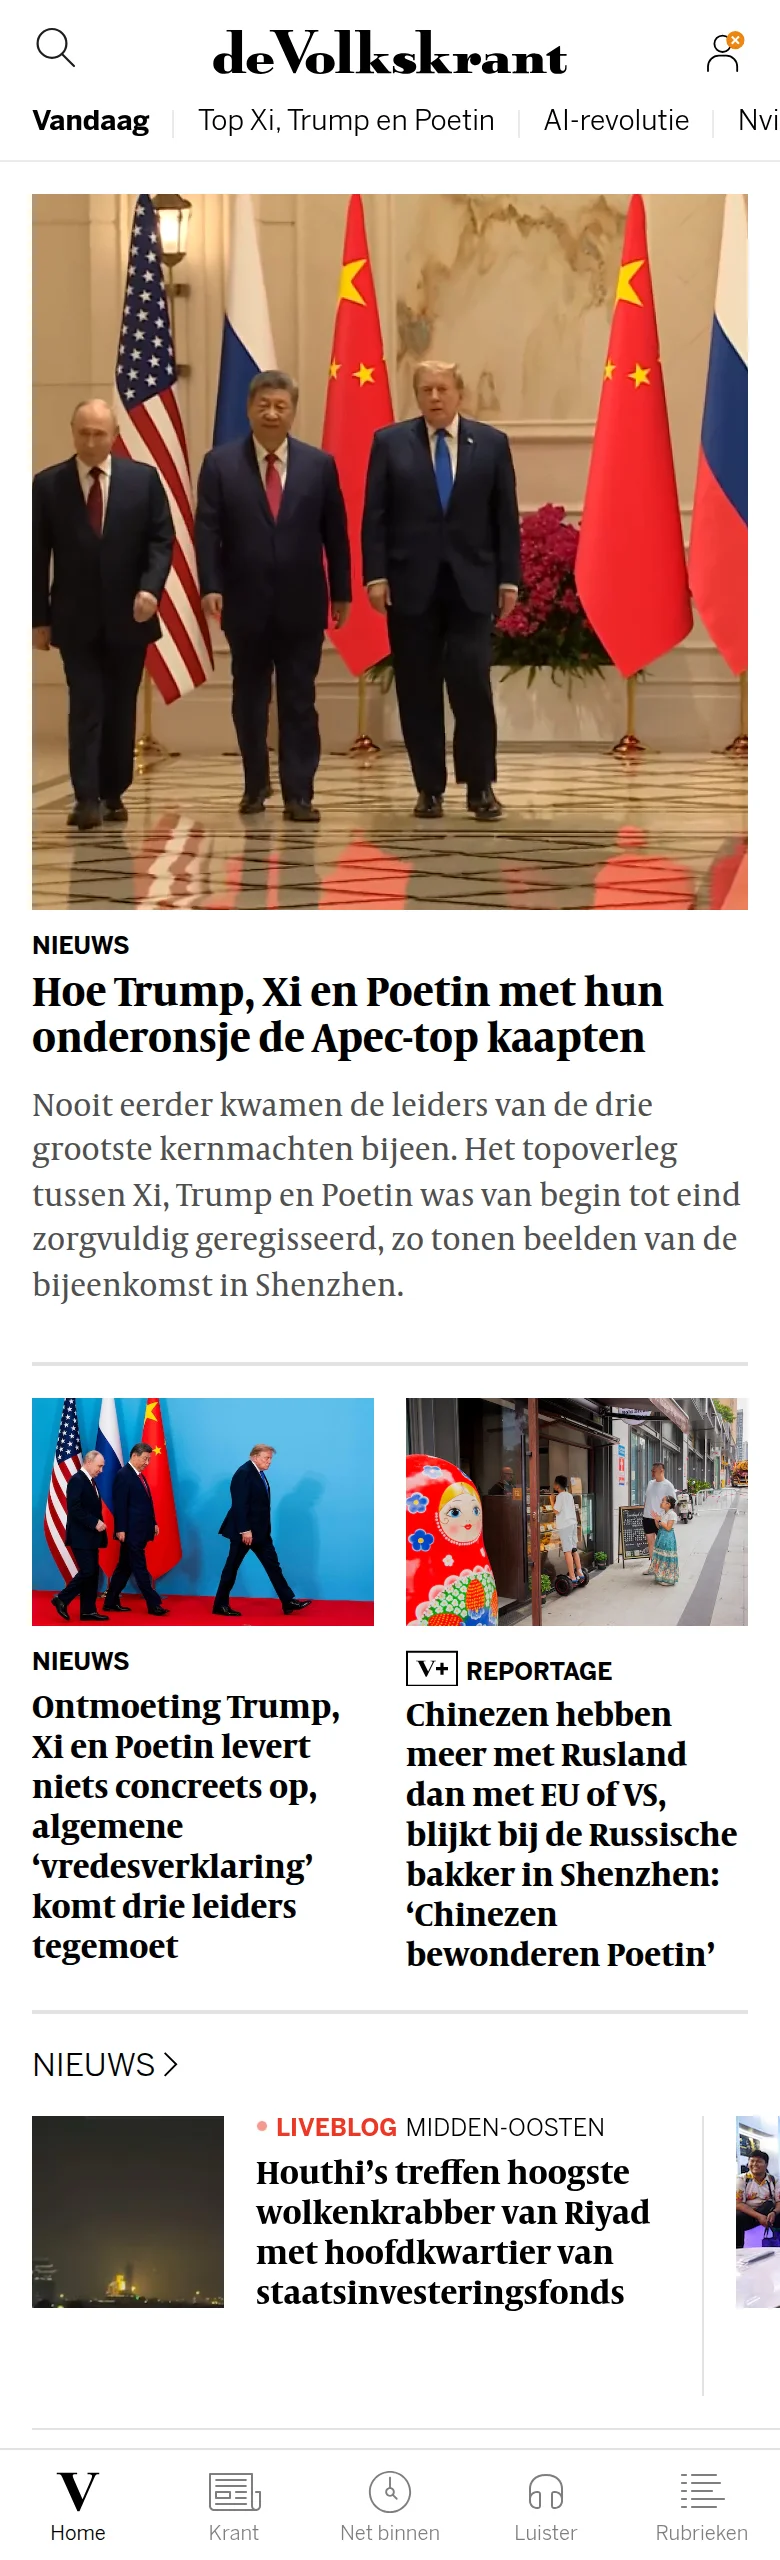 deVolkskrant
Vandaag
Top Xi, Trump en Poetin
AI-revolutie
Nvi
NIEUWS
Hoe Trump, Xi en Poetin met hun
onderonsje de Apec-top kaapten
Nooit eerder kwamen de leiders van de drie
grootste kernmachten bijeen. Het topoverleg
tussen Xi, Trump en Poetin was van begin tot eind
zorgvuldig geregisseerd, zo tonen beelden van de
bijeenkomst in Shenzhen.
NIEUWS
Ontmoeting Trump,
Xi en Poetin levert
niets concreets op,
algemene
‘vredesverklaring’
komt drie leiders
tegemoet
V+ REPORTAGE
Chinezen hebben
meer met Rusland
dan met EU of VS,
blijkt bij de Russische
bakker in Shenzhen:
‘Chinezen
bewonderen Poetin’
NIEUWS
LIVEBLOG MIDDEN-OOSTEN
Houthi’s treffen hoogste
wolkenkrabber van Riyad
met hoofdkwartier van
staatsinvesteringsfonds
V
Home
Krant
Net binnen
Luister
Rubrieken